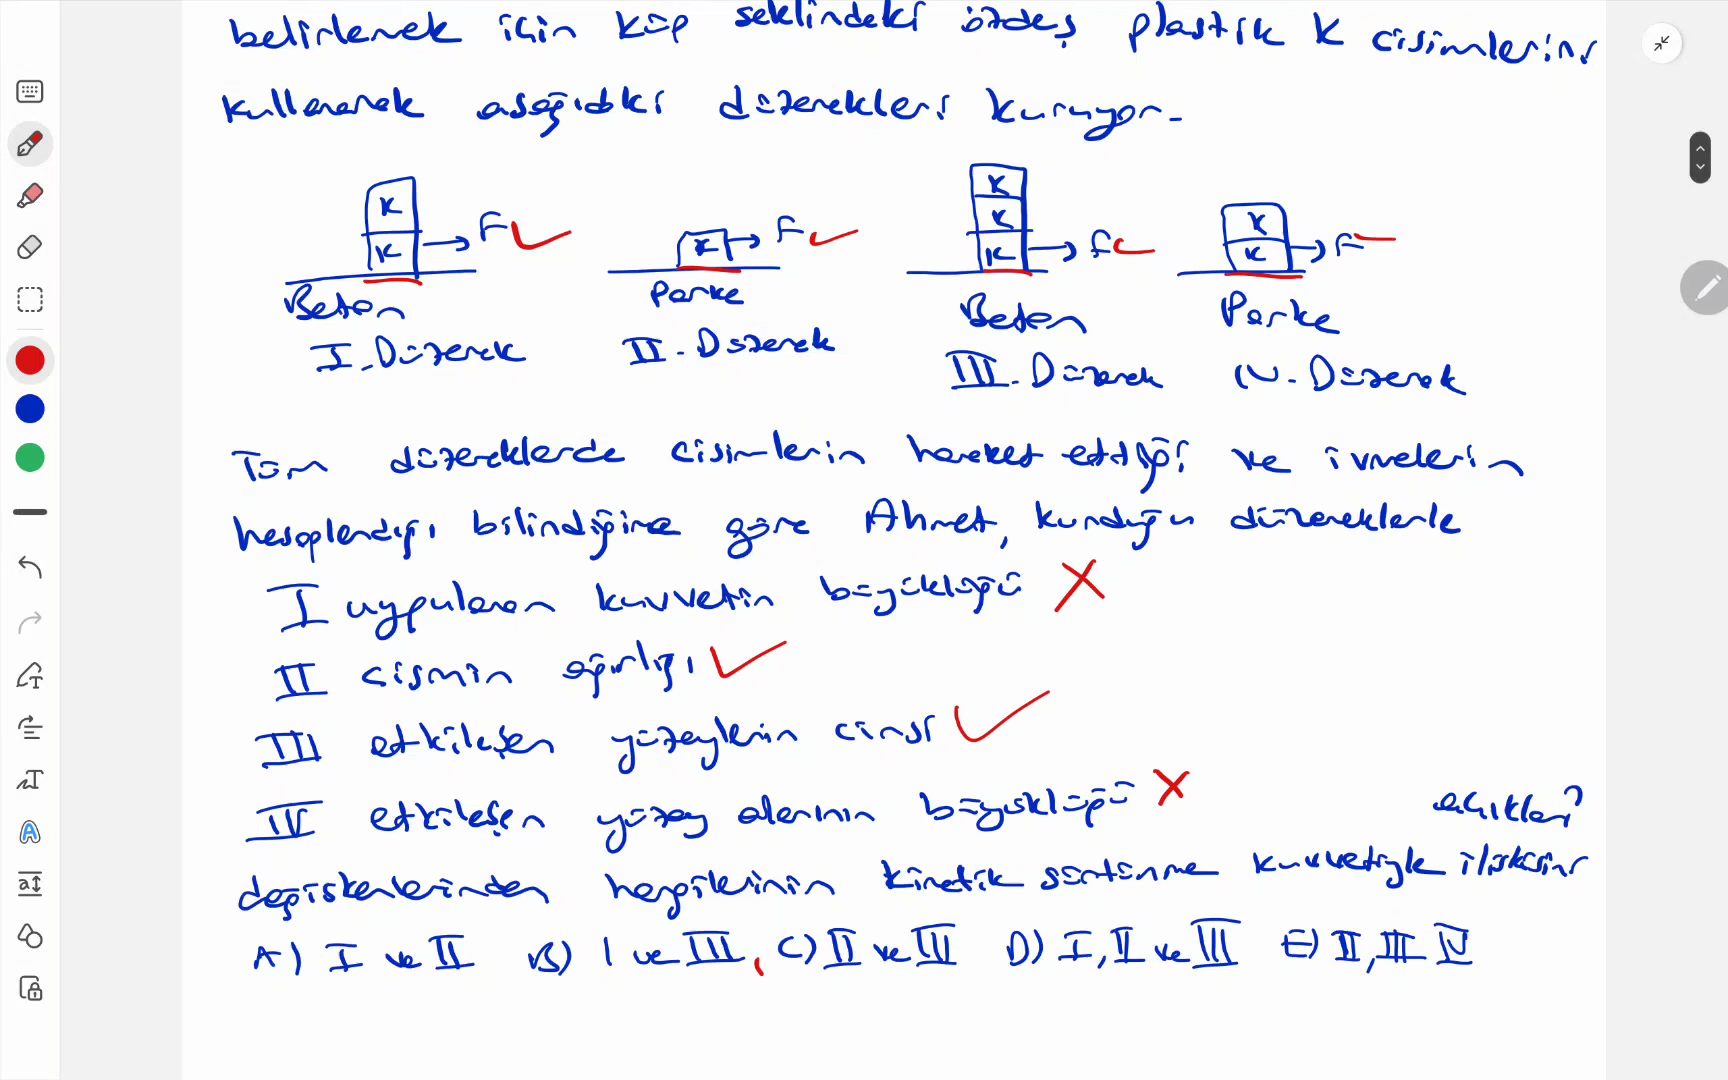 belirlemek için küp şeklindeki özdeş plastik K cisimlerini
kullanarak aşağıdaki düzenekleri kuruyor.
K K F K F K K K F K K F
Beton Parke Beton Parke
I. Düzenek II. Düzenek III. Düzenek IV. Düzenek
Tüm düzeneklerde cisimlerin hareket ettiği ve ivmelerin
hesaplandığı bilindiğine göre Ahmet, kurduğu düzeneklerle
I uygulanan kuvvetin büyüklüğü
II cismin ağırlığı
III etkileşen yüzeylerin cinsi
IV etkileşen yüzey alanının büyüklüğü
değişkenlerinden hangilerinin kinetik sürtünme kuvvetiyle ilişkisini açıklar?
A) I ve II B) I ve III C) II ve III D) I, II ve III E) II, III IV